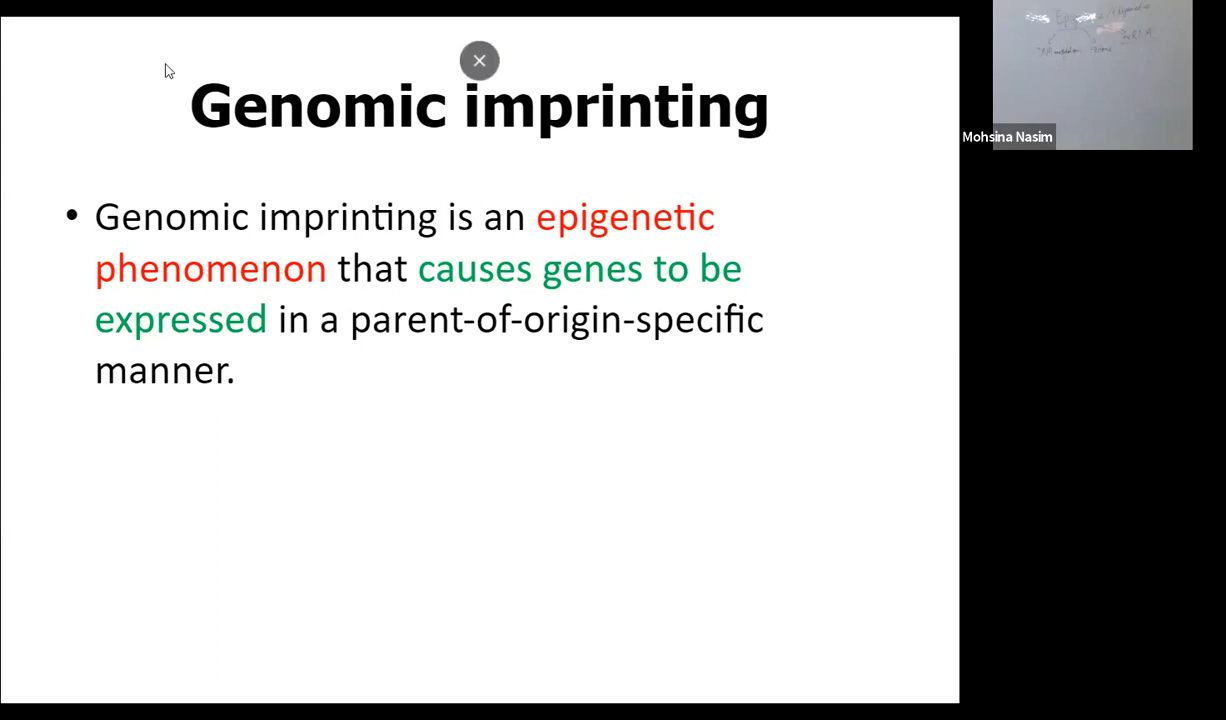 Genomic imprinting
• Genomic imprinting is an epigenetic
phenomenon that causes genes to be
expressed in a parent-of-origin-specific
manner.
Mohsina Nasim